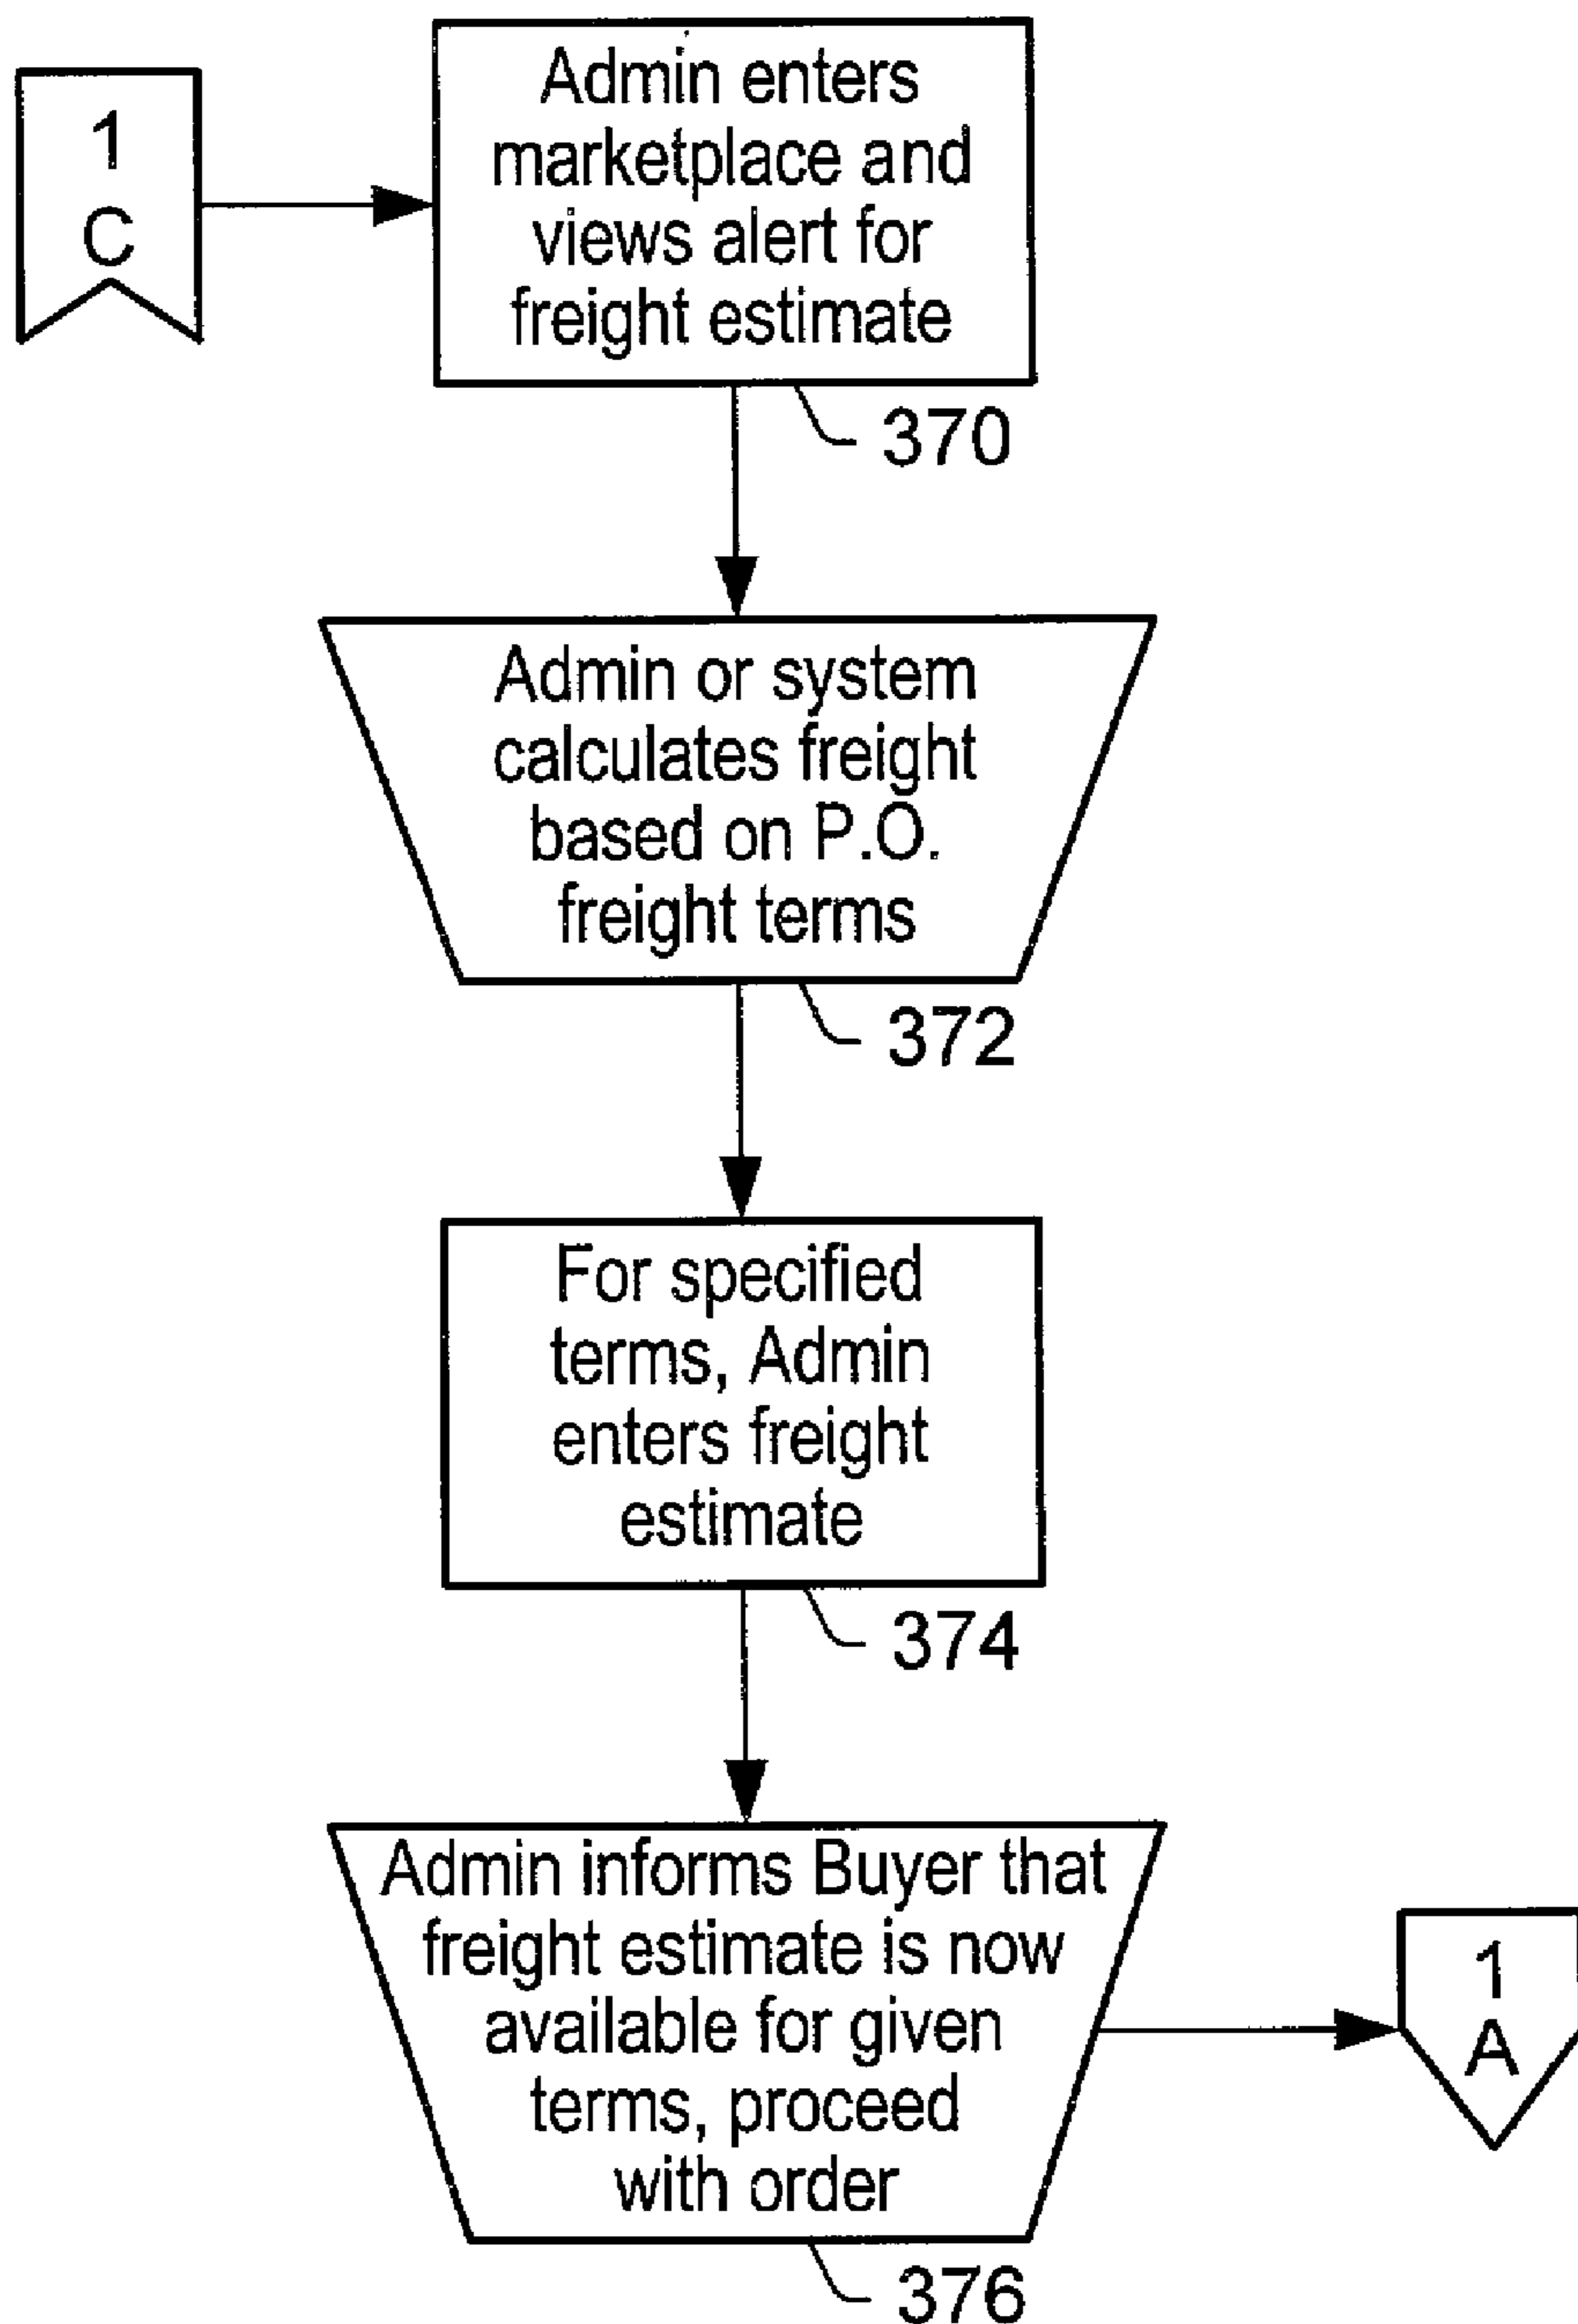 1
C
Admin enters
marketplace and
views alert for
freight estimate
370
Admin or system
calculates freight
based on P.O.
freight terms
372
For specified
terms, Admin
enters freight
estimate
374
Admin informs Buyer that
freight estimate is now
available for given
terms, proceed
with order
376
1
A